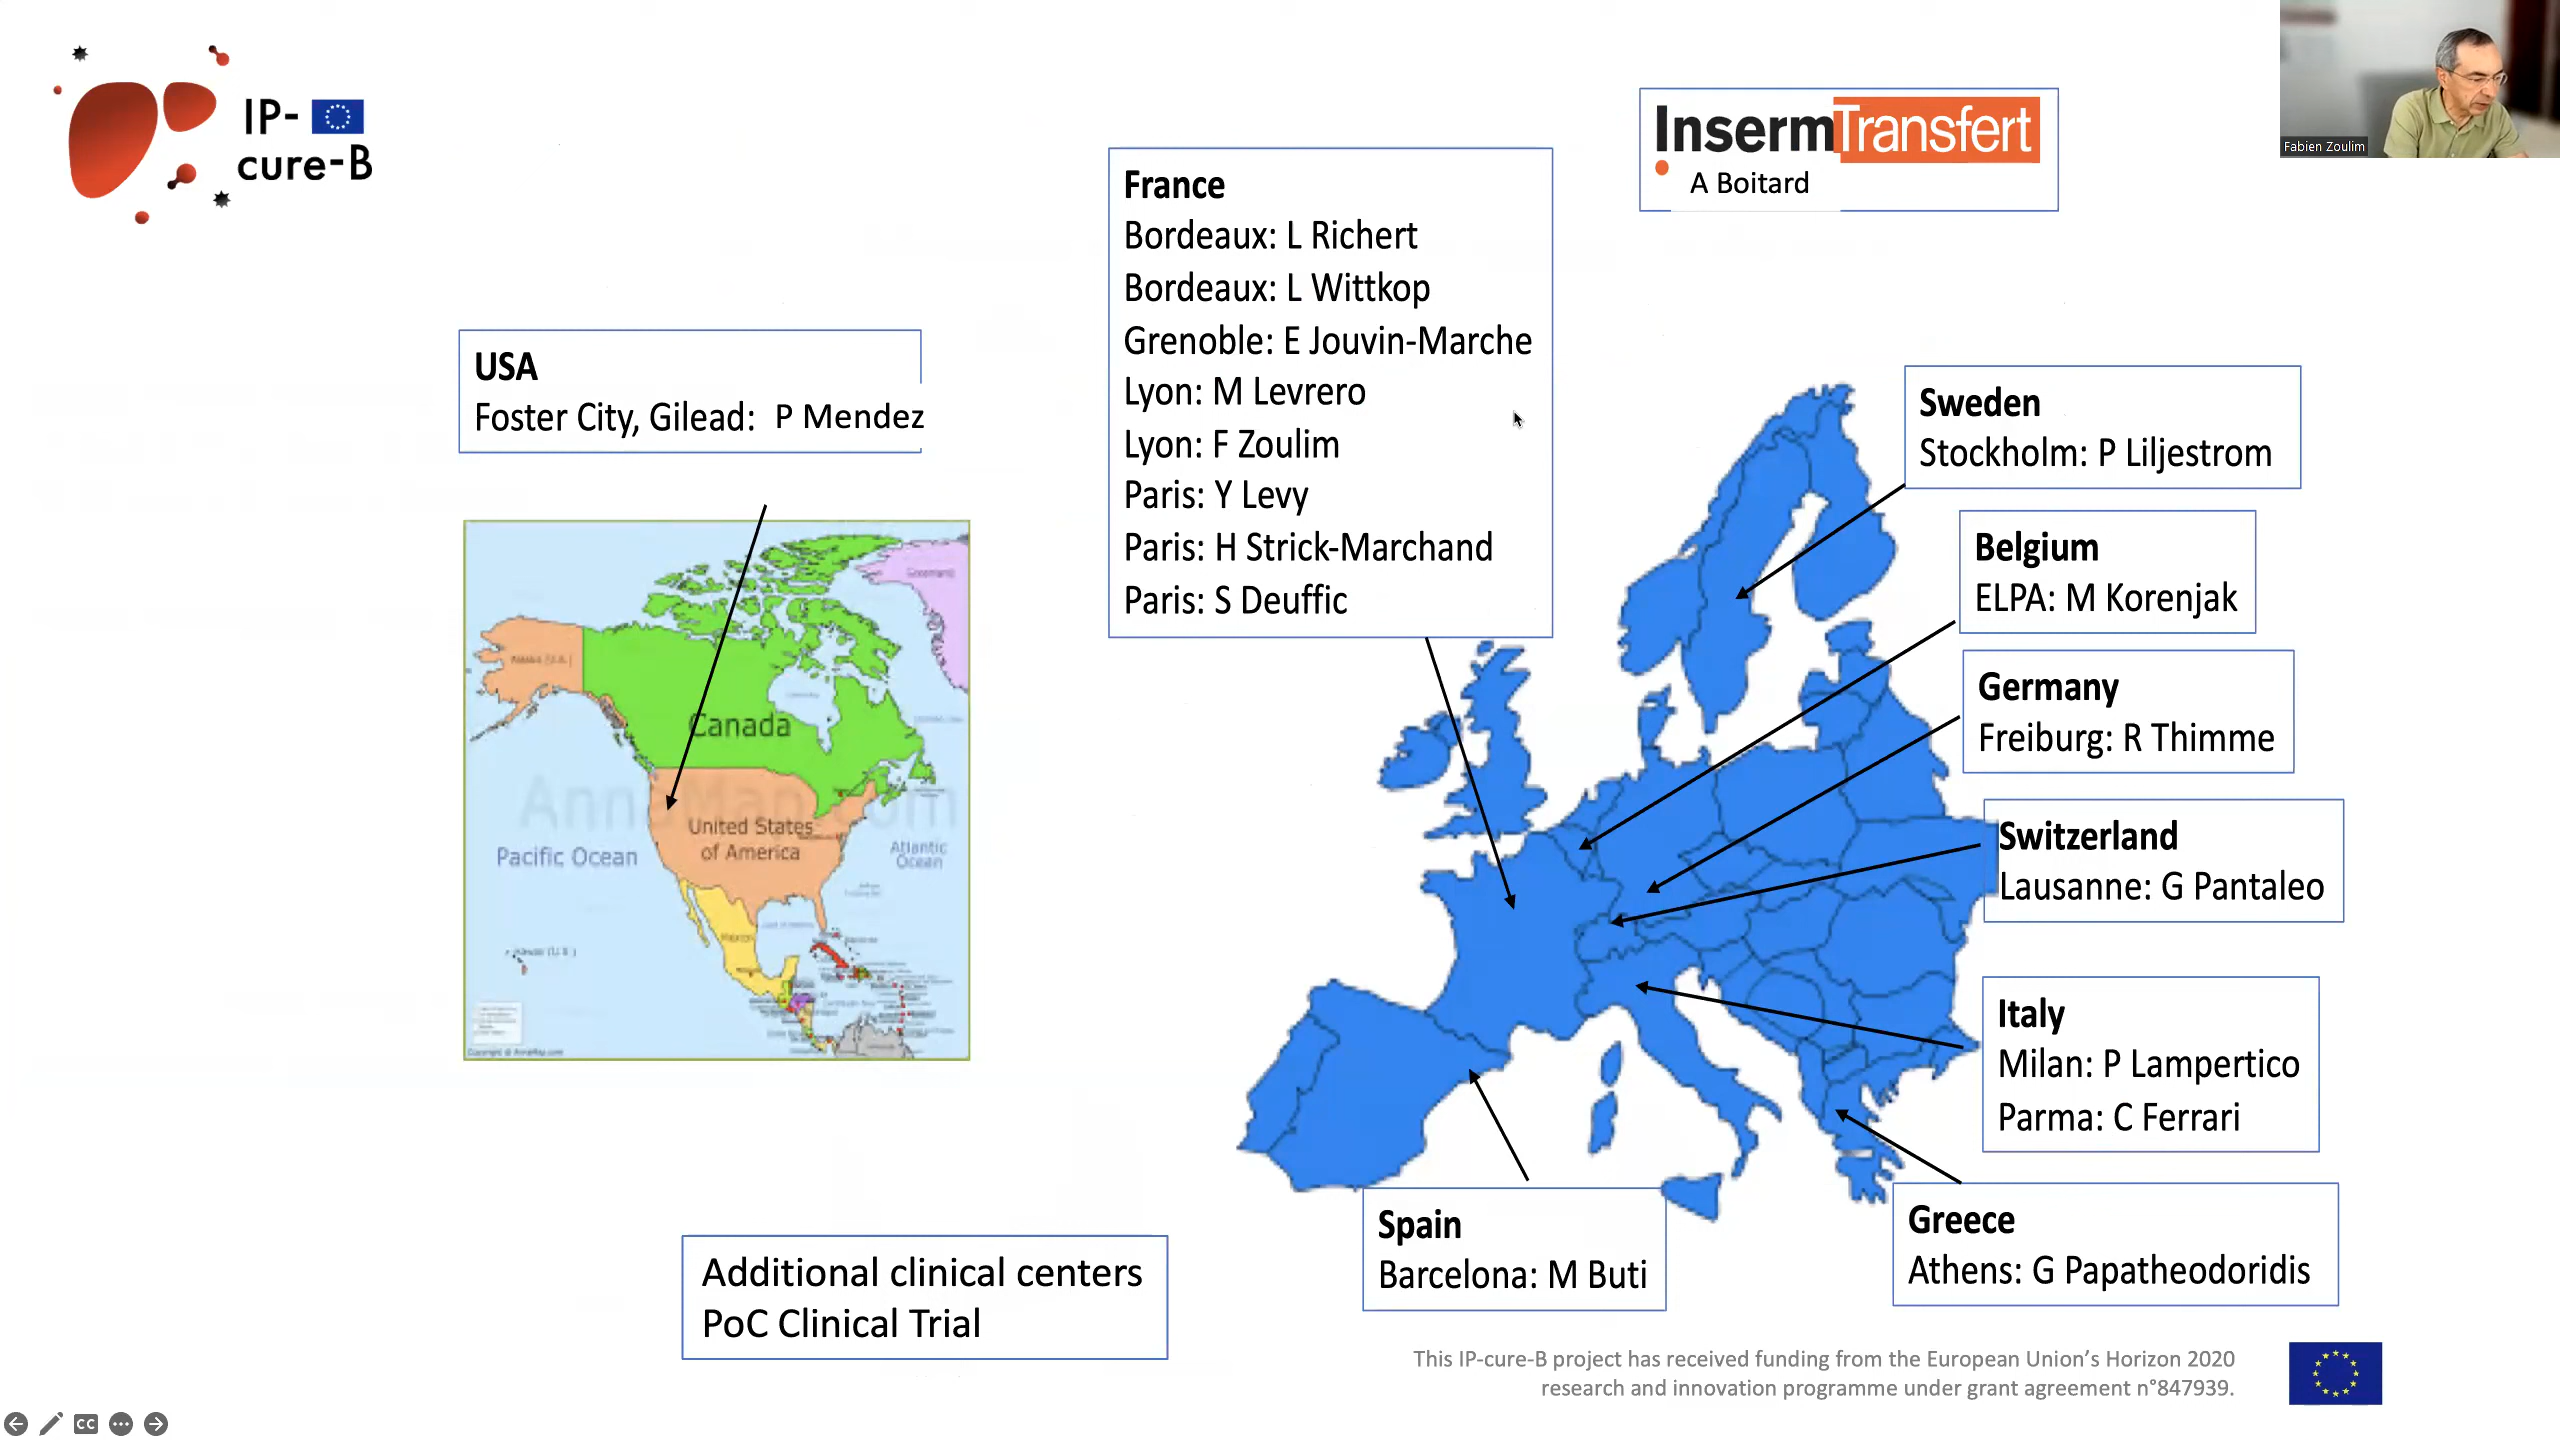 IP-
cure-B
InsermTransfert
A Boitard
Fabien Zoulim
France
Bordeaux: L Richert
Bordeaux: L Wittkop
Grenoble: E Jouvin-Marche
Lyon: M Levrero
Lyon: F Zoulim
Paris: Y Levy
Paris: H Strick-Marchand
Paris: S Deuffic
USA
Foster City, Gilead: P Mendez
Sweden
Stockholm: P Liljestrom
Belgium
ELPA: M Korenjak
Germany
Freiburg: R Thimme
Switzerland
Lausanne: G Pantaleo
Italy
Milan: P Lampertico
Parma: C Ferrari
Greece
Athens: G Papatheodoridis
Spain
Barcelona: M Buti
Canada
United States
of America
Pacific Ocean
Atlantic
Ocean
Mexico
Additional clinical centers
PoC Clinical Trial
This IP-cure-B project has received funding from the European Union's Horizon 2020
research and innovation programme under grant agreement n°847939.
CC